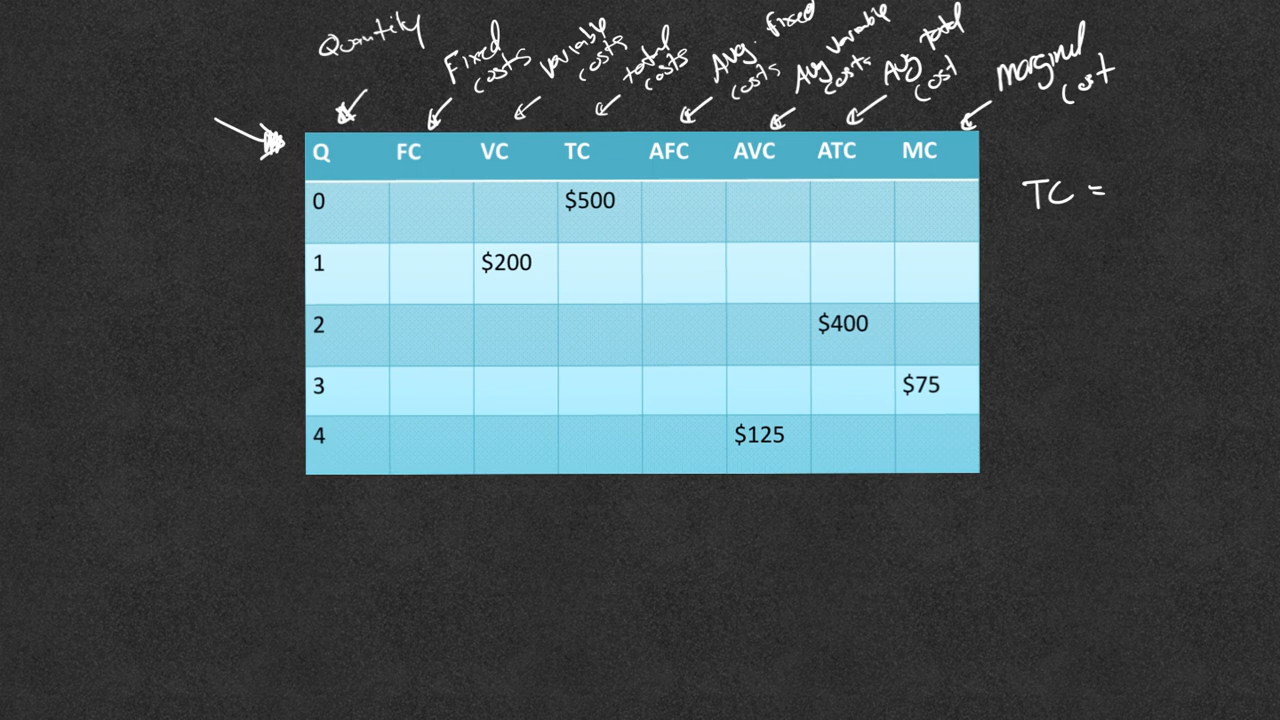 Quantity
Fixed costs
variable costs
total costs
Avg. fixed costs
Avg variable costs
Avg total cost
marginal cost
Q FC VC TC AFC AVC ATC MC
TC =
0 $500
1 $200
2 $400
3 $75
4 $125